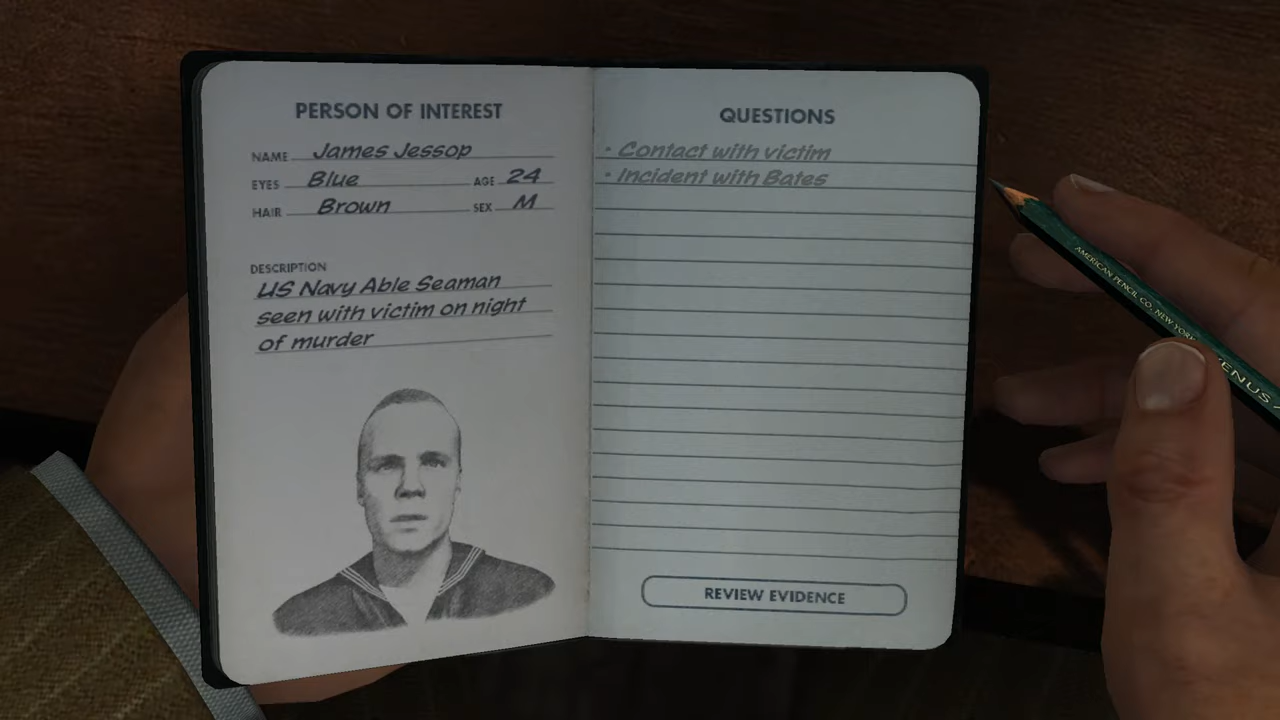 PERSON OF INTEREST
NAME James Jessop
EYES Blue AGE 24
HAIR Brown SEX M
DESCRIPTION
US Navy Able Seaman
seen with victim on night
of murder
QUESTIONS
• Contact with victim
• Incident with Bates
REVIEW EVIDENCE
AMERICAN PENCIL CO., NEW YORK
VENUS